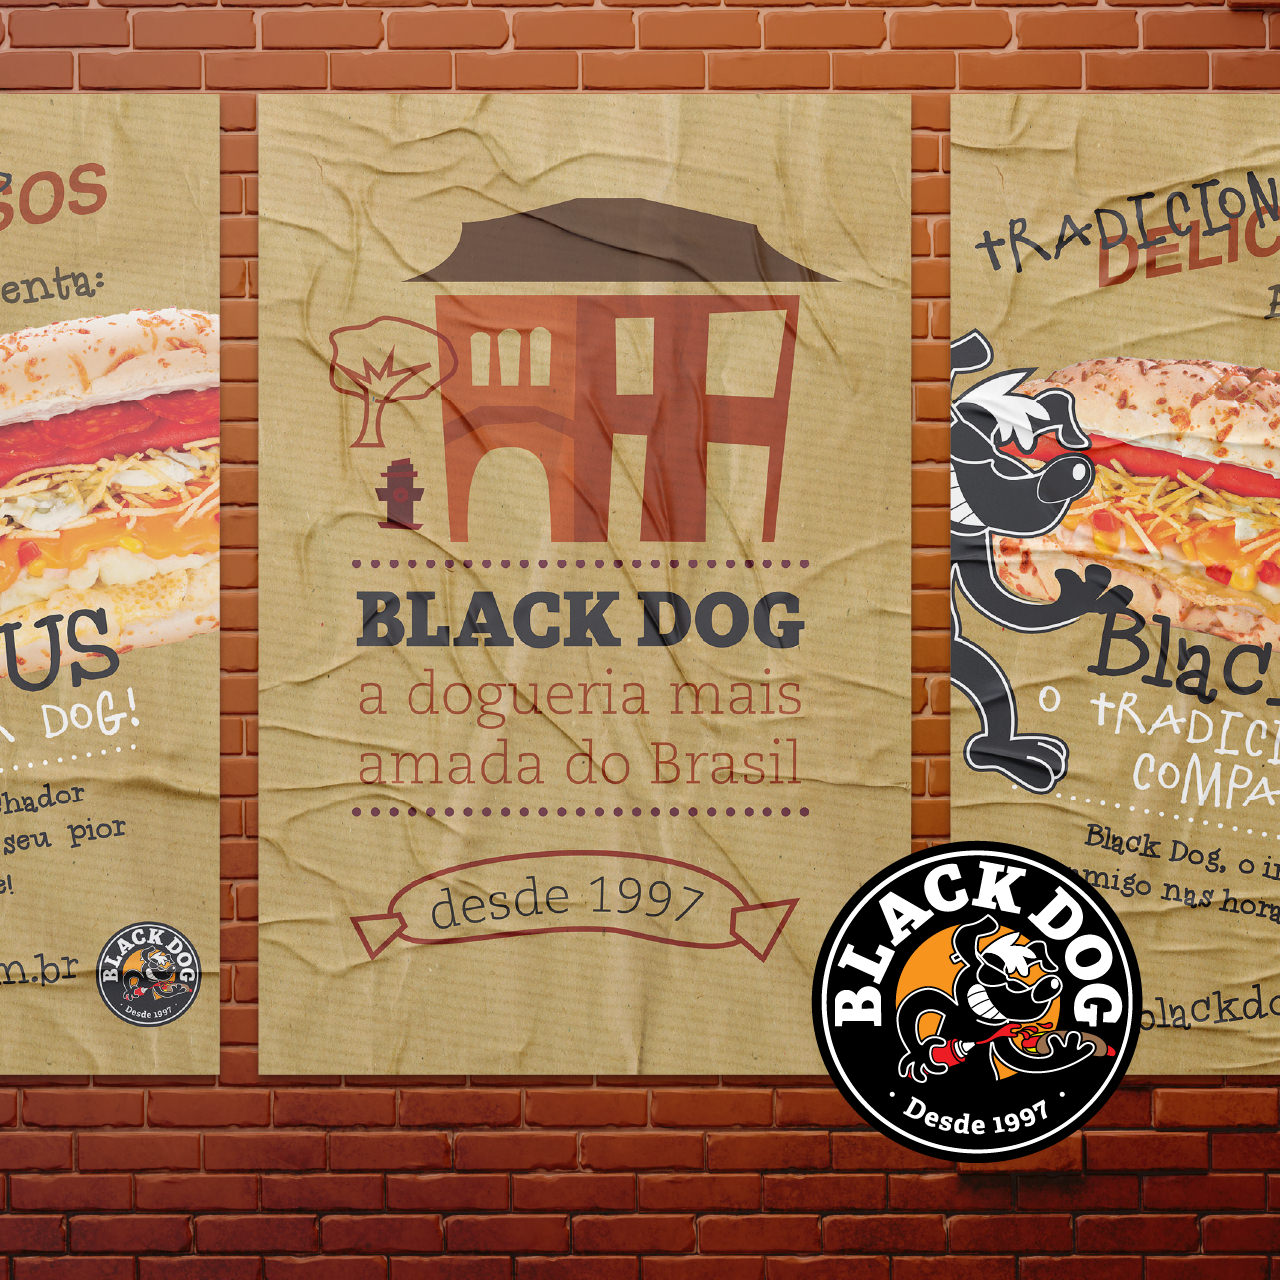 SOS
enta:
US
DOG!
hador
seu pior
e!
m.br
BLACK DOG
Desde 1997
BLACK DOG
a dogueria mais
amada do Brasil
desde 1997
TRADICION
DELIC
Blac
o TRADICI
COMPA
Black Dog, o i
migo nas hora
blackdo
BLACK DOG
Desde 1997